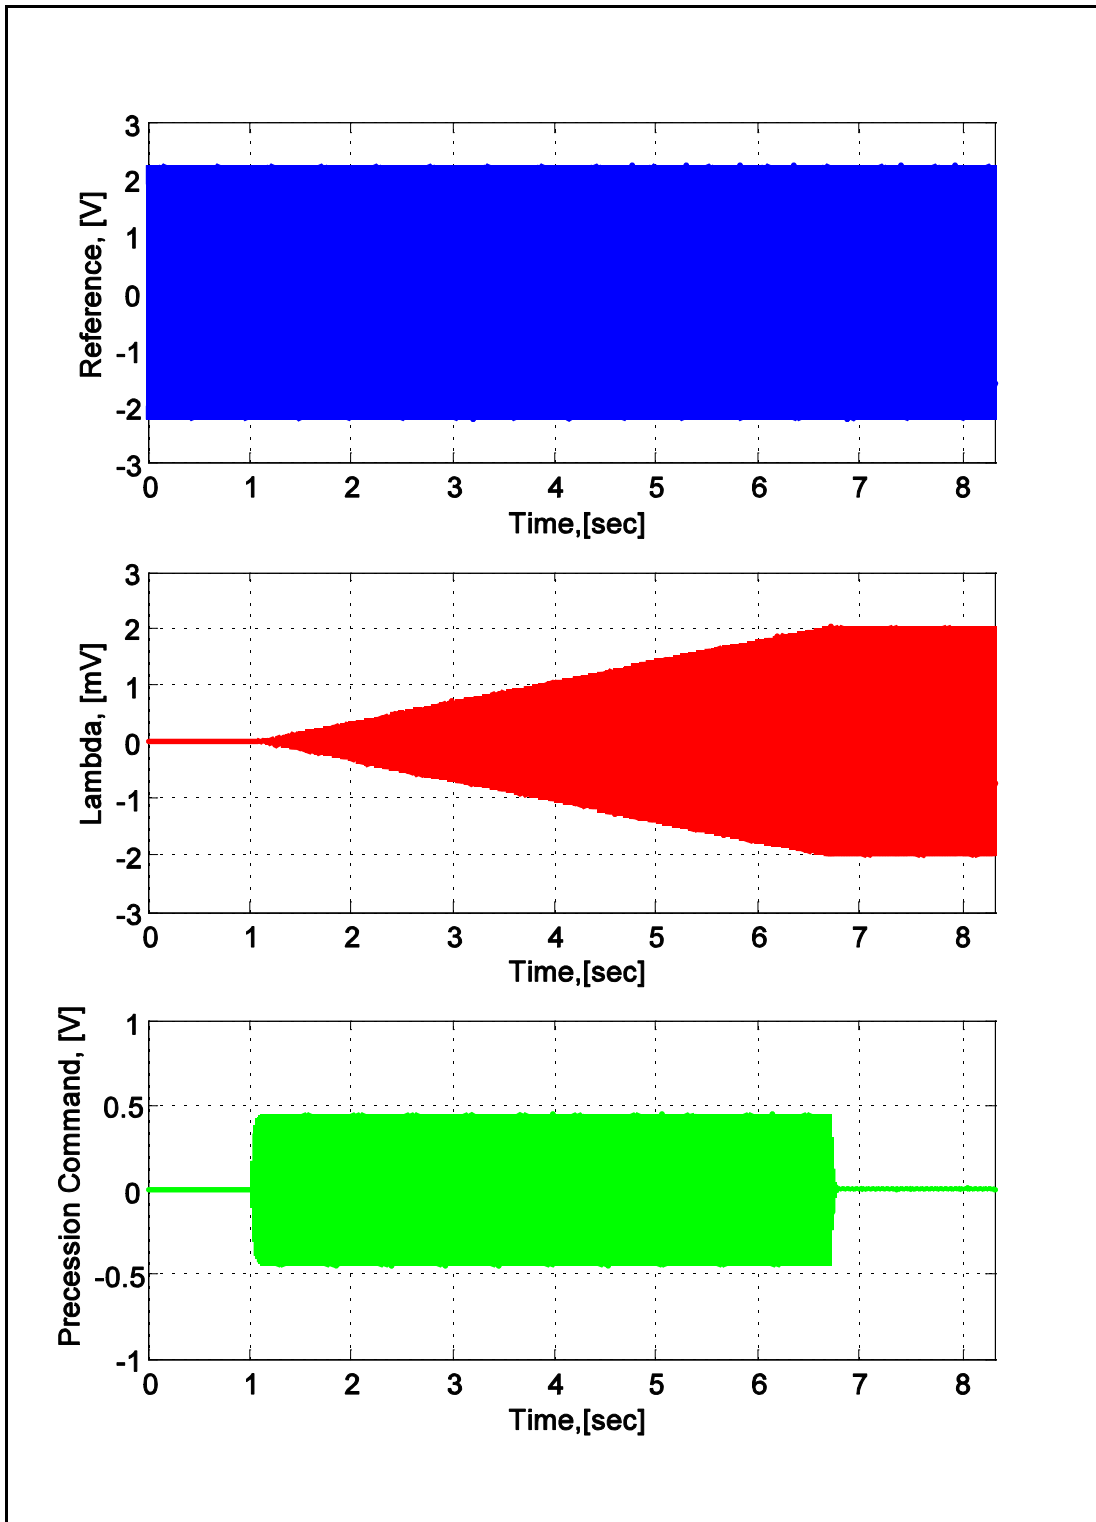 Reference, [V]
3
2
1
0
-1
-2
-3
0 1 2 3 4 5 6 7 8
Time,[sec]
Lambda, [mV]
3
2
1
0
-1
-2
-3
0 1 2 3 4 5 6 7 8
Time,[sec]
Precession Command, [V]
1
0.5
0
-0.5
-1
0 1 2 3 4 5 6 7 8
Time,[sec]